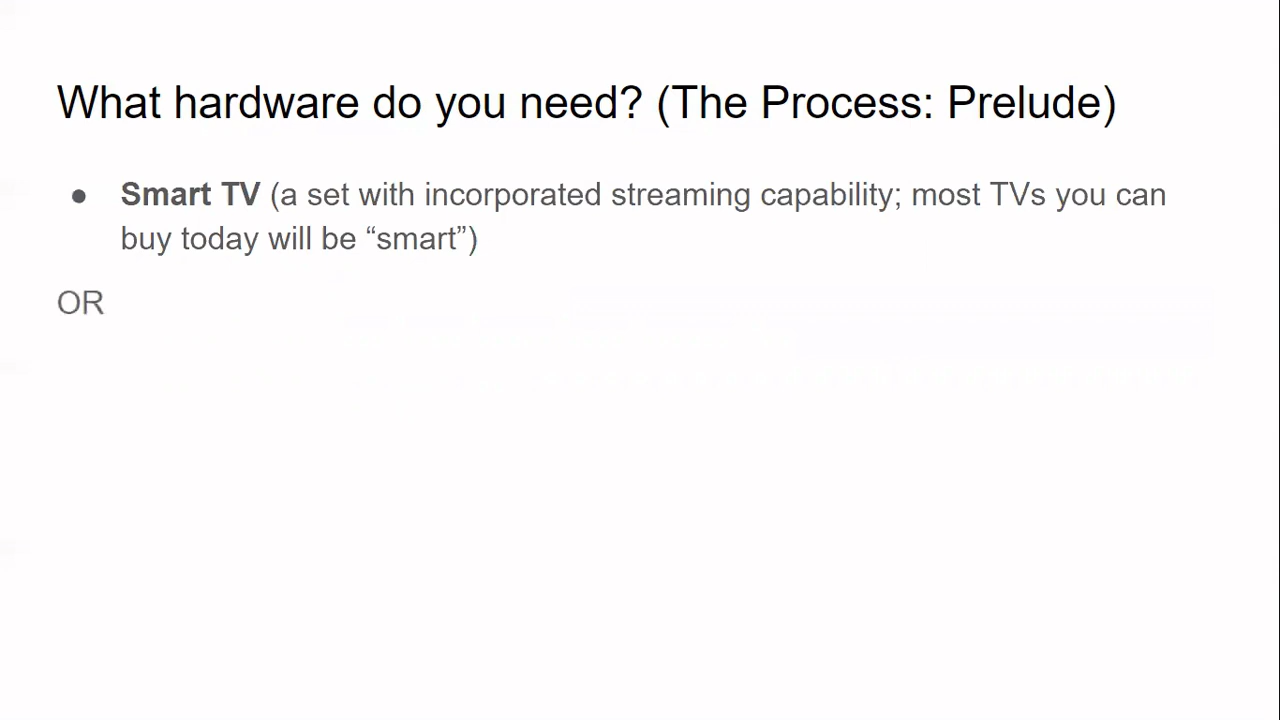 What hardware do you need? (The Process: Prelude)
● Smart TV (a set with incorporated streaming capability; most TVs you can
buy today will be “smart”)
OR